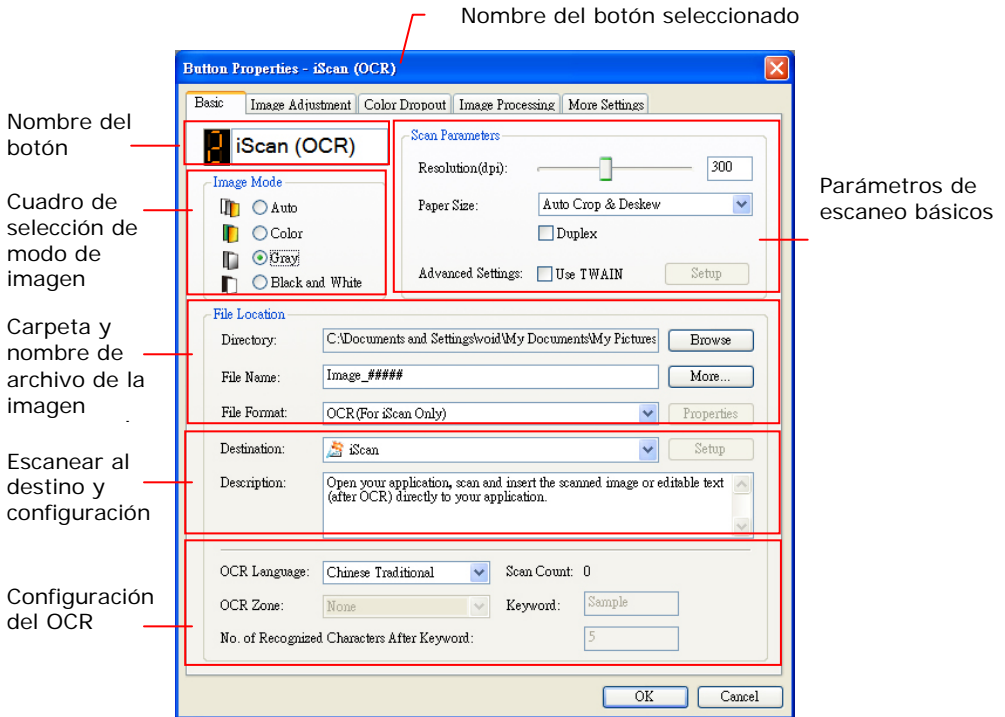 Nombre del botón seleccionado
Button Properties - iScan (OCR)
Basic Image Adjustment Color Dropout Image Processing More Settings
Nombre del
botón
2 iScan (OCR)
Cuadro de
selección de
modo de
imagen
Image Mode
Auto
Color
Gray
Black and White
Scan Parameters
Resolution(dpi): 300
Paper Size: Auto Crop & Deskew
Duplex
Advanced Settings: Use TWAIN Setup
Parámetros de
escaneo básicos
Carpeta y
nombre de
archivo de la
imagen
.
File Location
Directory: C:\Documents and Settings\void\My Documents\My Pictures Browse
File Name: Image_##### More...
File Format: OCR(For iScan Only) Properties
Escanear al
destino y
configuración
Destination: iScan Setup
Description: Open your application, scan and insert the scanned image or editable text
(after OCR) directly to your application.
Configuración
del OCR
OCR Language: Chinese Traditional Scan Count: 0
OCR Zone: None Keyword: Sample
No. of Recognized Characters After Keyword: 5
OK Cancel